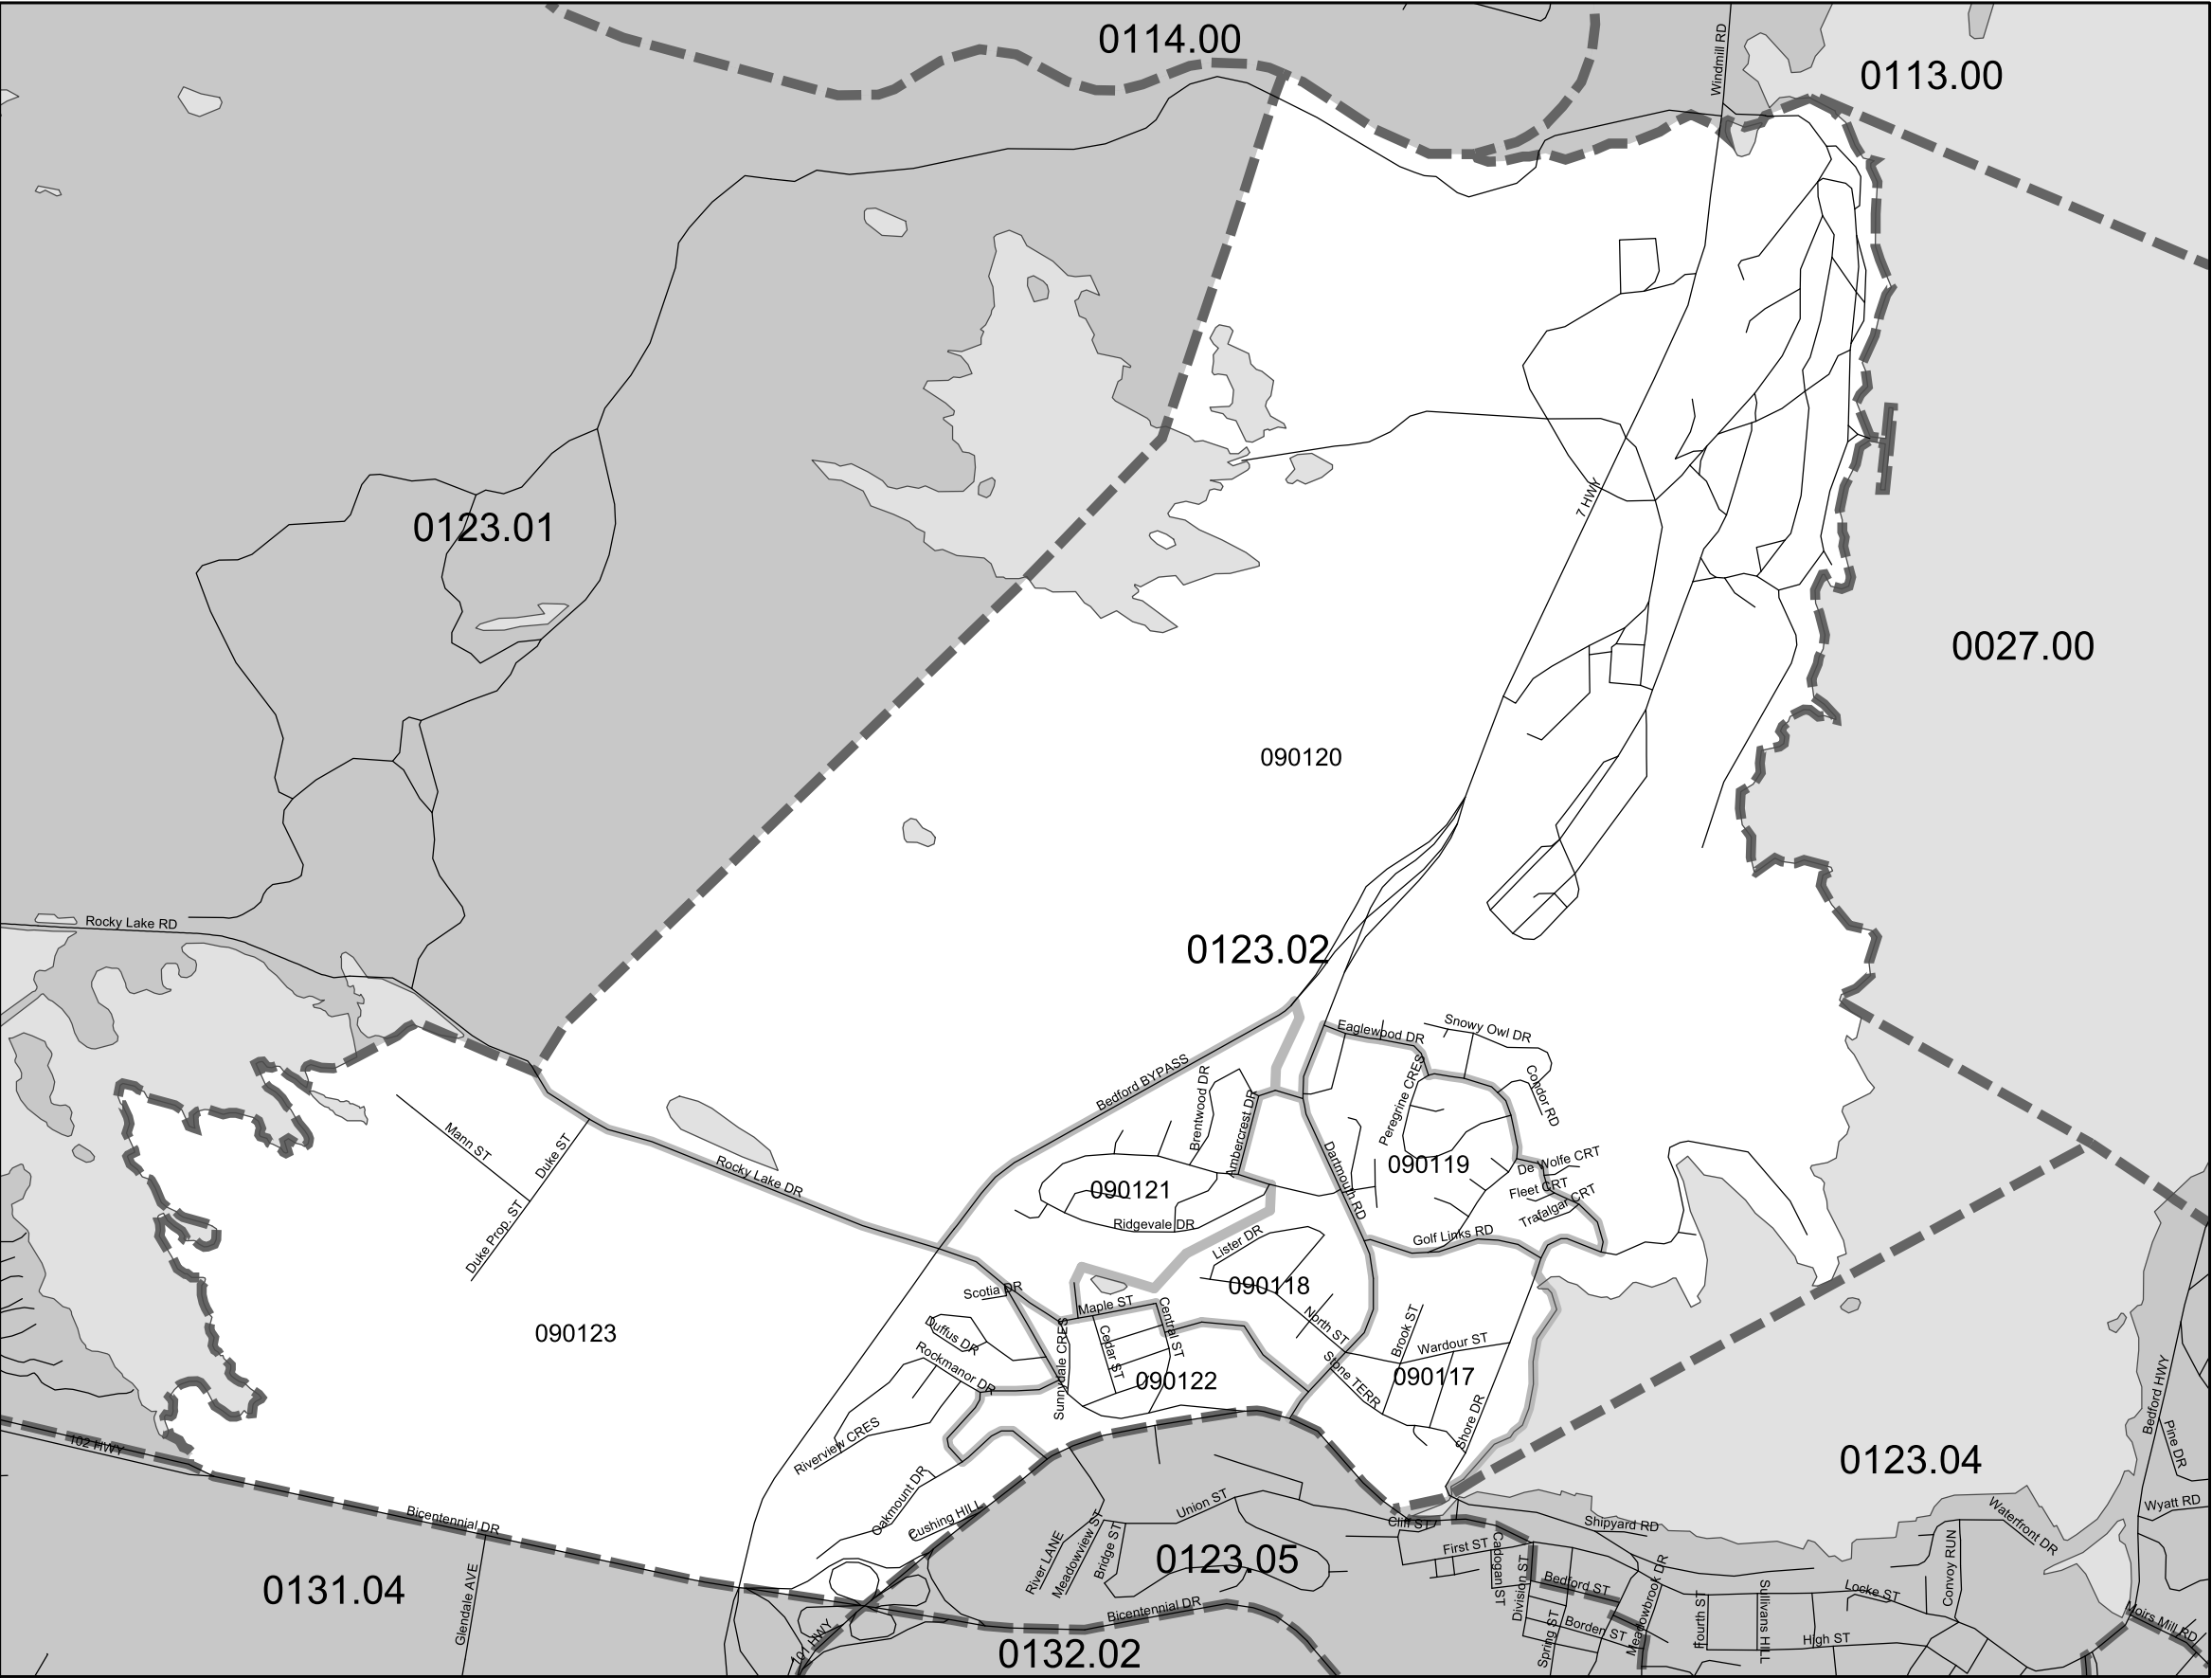 0114.00
Windmill RD
0113.00
0123.01
7 HWY
0027.00
090120
Rocky Lake RD
0123.02
Eaglewood DR
Snowy Owl DR
Bedford BYPASS
Brentwood DR
Ambercrest DR
Peregrine CRES
Condor RD
Mann ST
Duke ST
Rocky Lake DR
Dartmouth RD
090119
De Wolfe CRT
Fleet CRT
Trafalgar CRT
090121
Ridgevale DR
Duke Prop. ST
Lister DR
Golf Links RD
090118
Scotia DR
Maple ST
Central ST
North ST
090123
Duffus DR
Sunnydale CRES
Cedar ST
Brook ST
Wardour ST
Rockmanor DR
090122
Stone TERR
090117
Shore DR
Bedford HWY
Pine DR
102 HWY
Riverview CRES
0123.04
Oakmount DR
Cushing HILL
Union ST
Bicentennial DR
Cliff ST
Shipyard RD
Waterfront DR
Wyatt RD
River LANE
Meadowview ST
Bridge ST
0123.05
First ST
Cadogan ST
Division ST
Bedford ST
Meadowbrook DR
Convoy RUN
0131.04
Glendale AVE
Bicentennial DR
Fourth ST
Sullivans HILL
Locke ST
Moirs Mill RD
101 HWY
0132.02
Spring ST
Borden ST
High ST